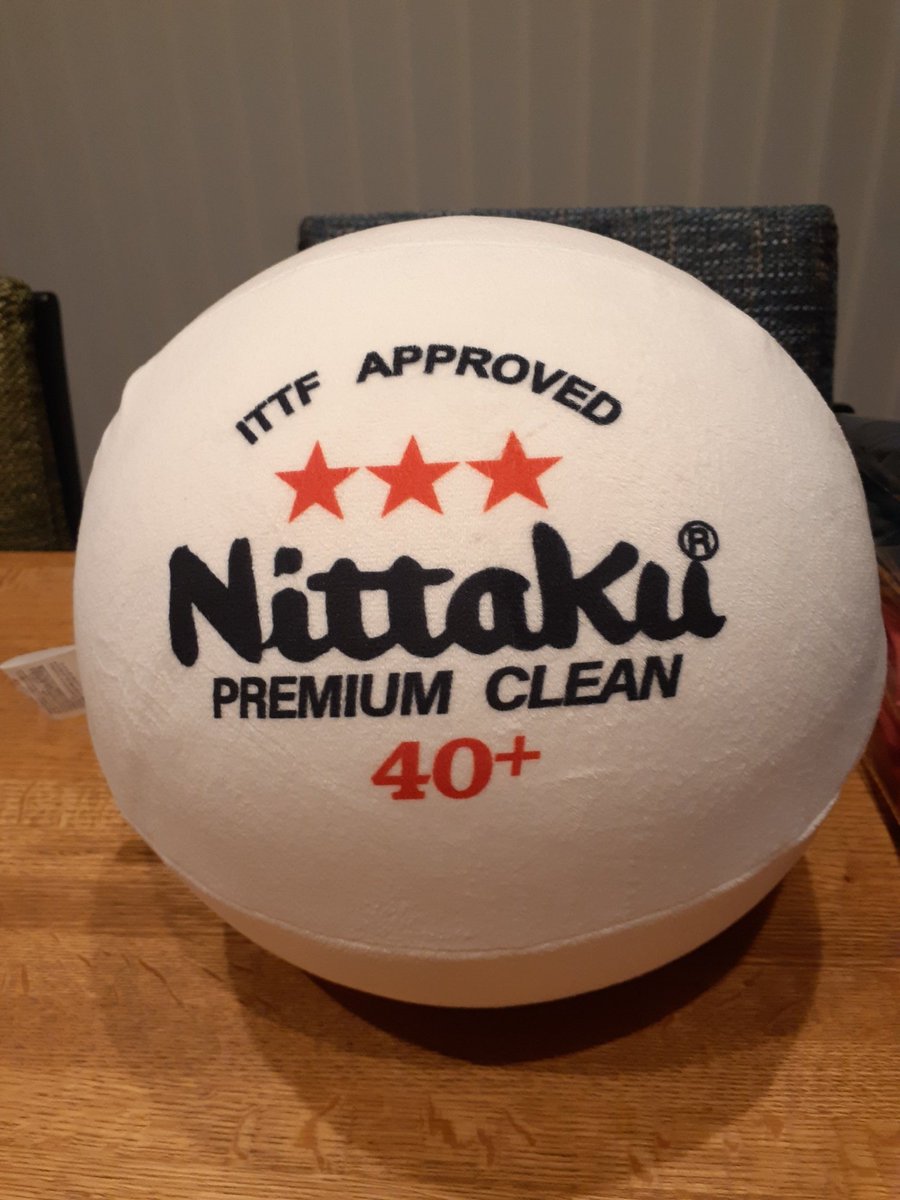 ITTF APPROVED
★★★
Nittaku®
PREMIUM CLEAN
40+